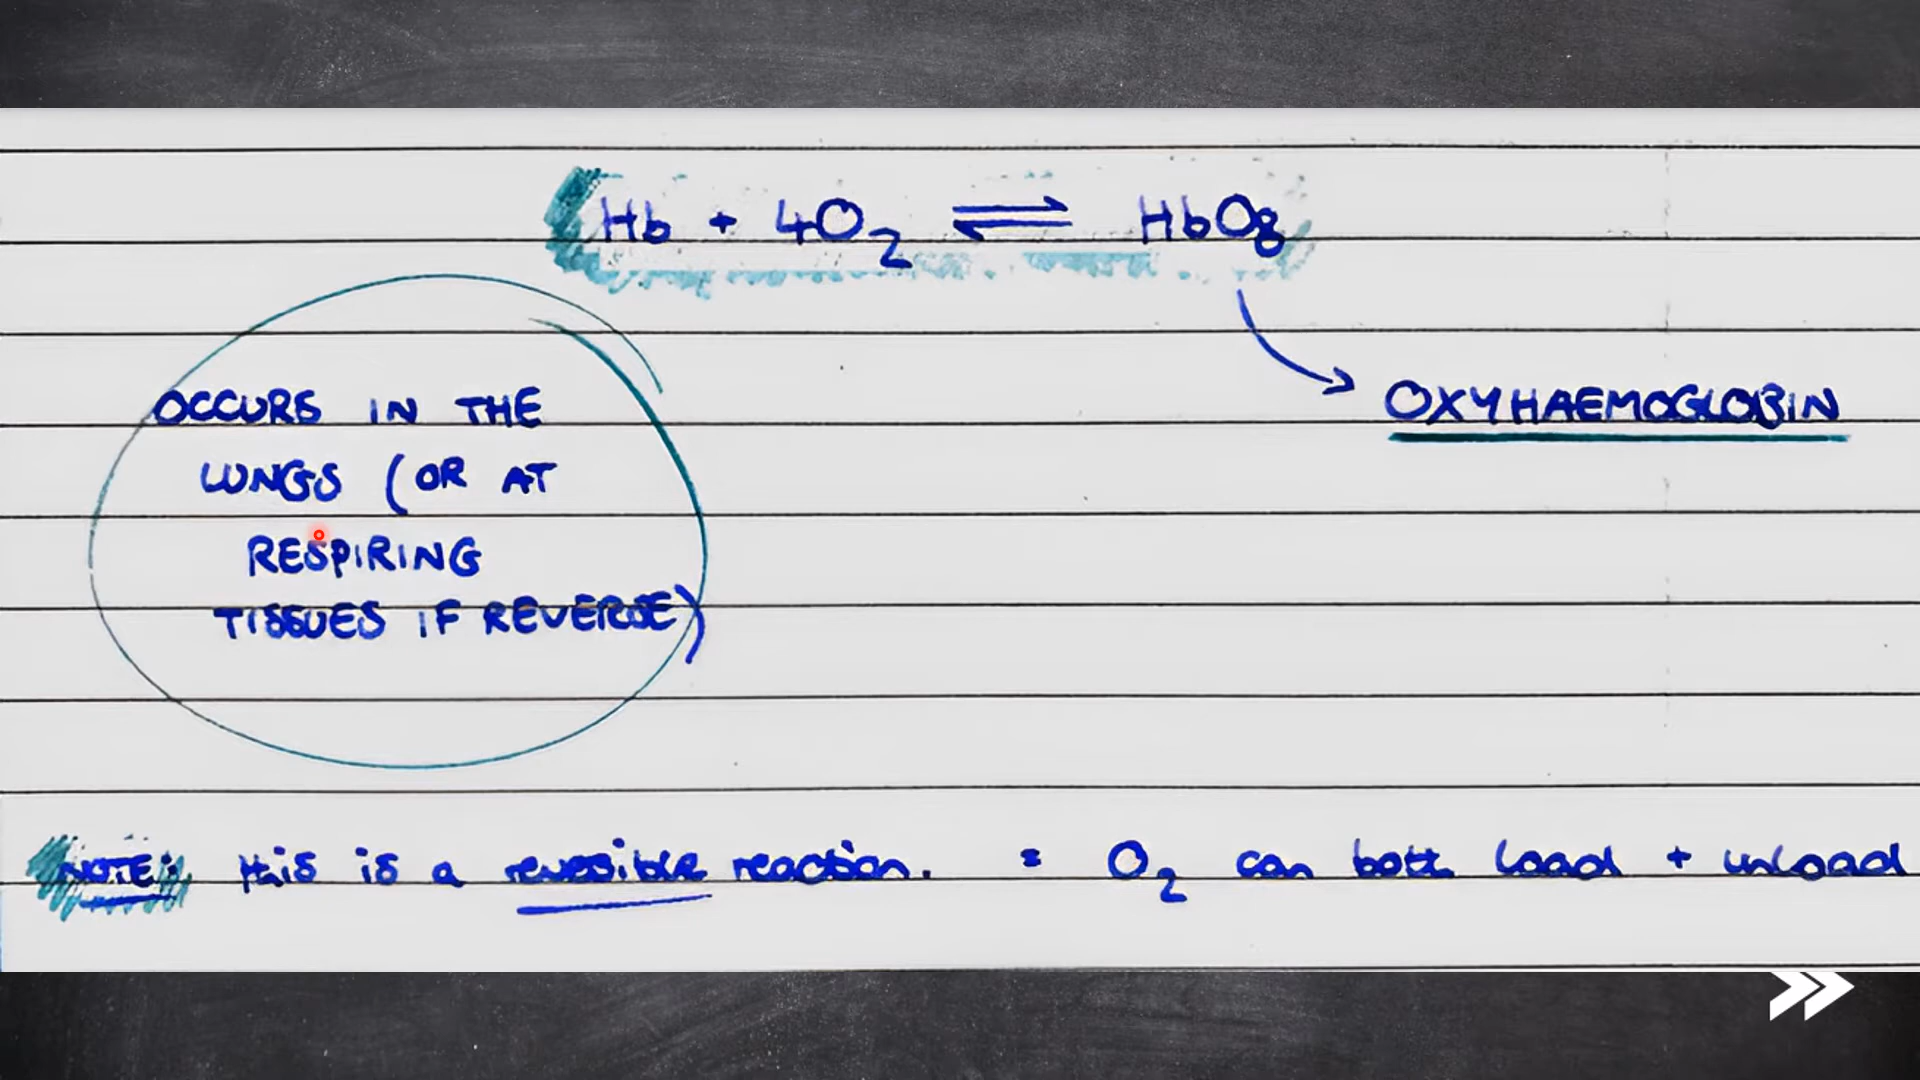 Hb + 4O₂ ⇌ HbO₈
OXYHAEMOGLOBIN
OCCURS IN THE
LUNGS (OR AT
RESPIRING
TISSUES IF REVERSE)
NOTE: this is a reversible reaction. = O₂ can both load + unload